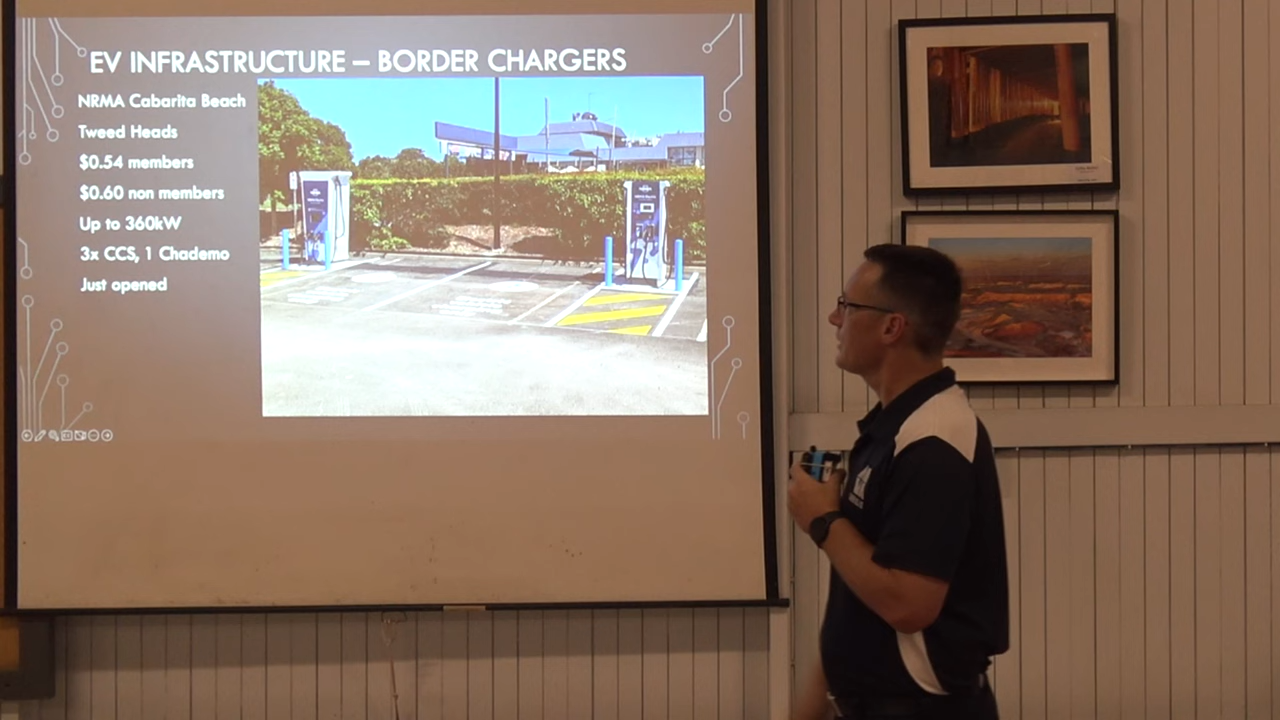 EV INFRASTRUCTURE – BORDER CHARGERS
NRMA Cabarita Beach
Tweed Heads
$0.54 members
$0.60 non members
Up to 360kW
3x CCS, 1 Chademo
Just opened